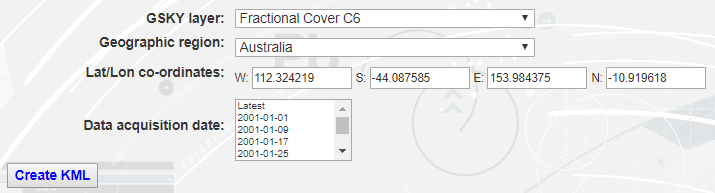 GSKY layer: Fractional Cover C6
Geographic region: Australia
Lat/Lon co-ordinates: W: 112.324219 S: -44.087585 E: 153.984375 N: -10.919618
Data acquisition date:
Latest
2001-01-01
2001-01-09
2001-01-17
2001-01-25
Create KML